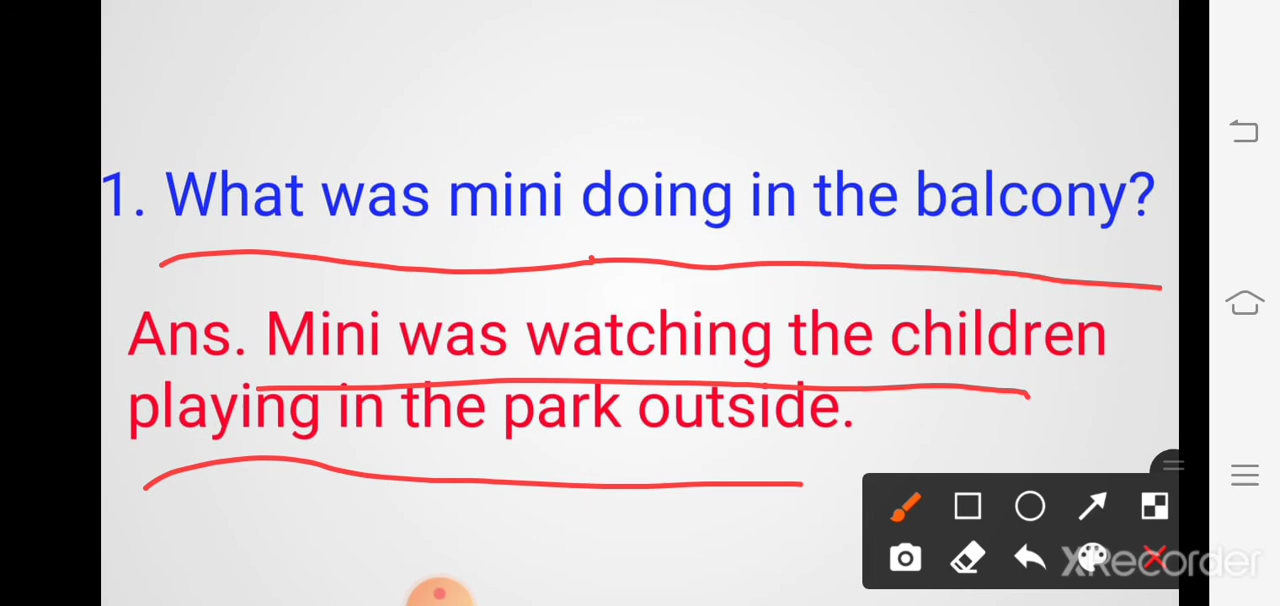 1. What was mini doing in the balcony?
Ans. Mini was watching the children
playing in the park outside.
XRecorder